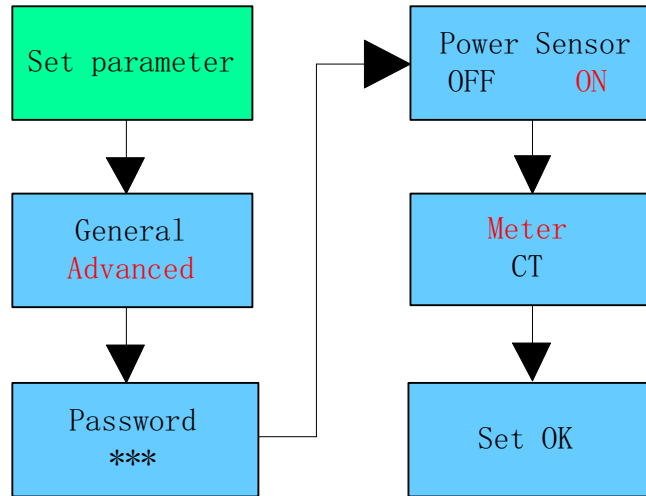 Set parameter
General
Advanced
Password
***
Power Sensor
OFF ON
Meter
CT
Set OK